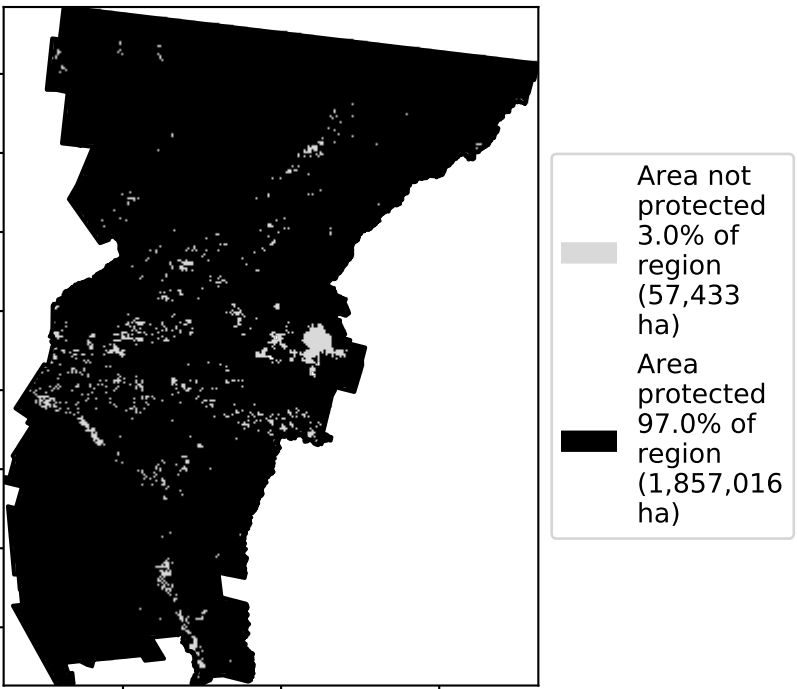 Area not
protected
3.0% of
region
(57,433
ha)
Area
protected
97.0% of
region
(1,857,016
ha)